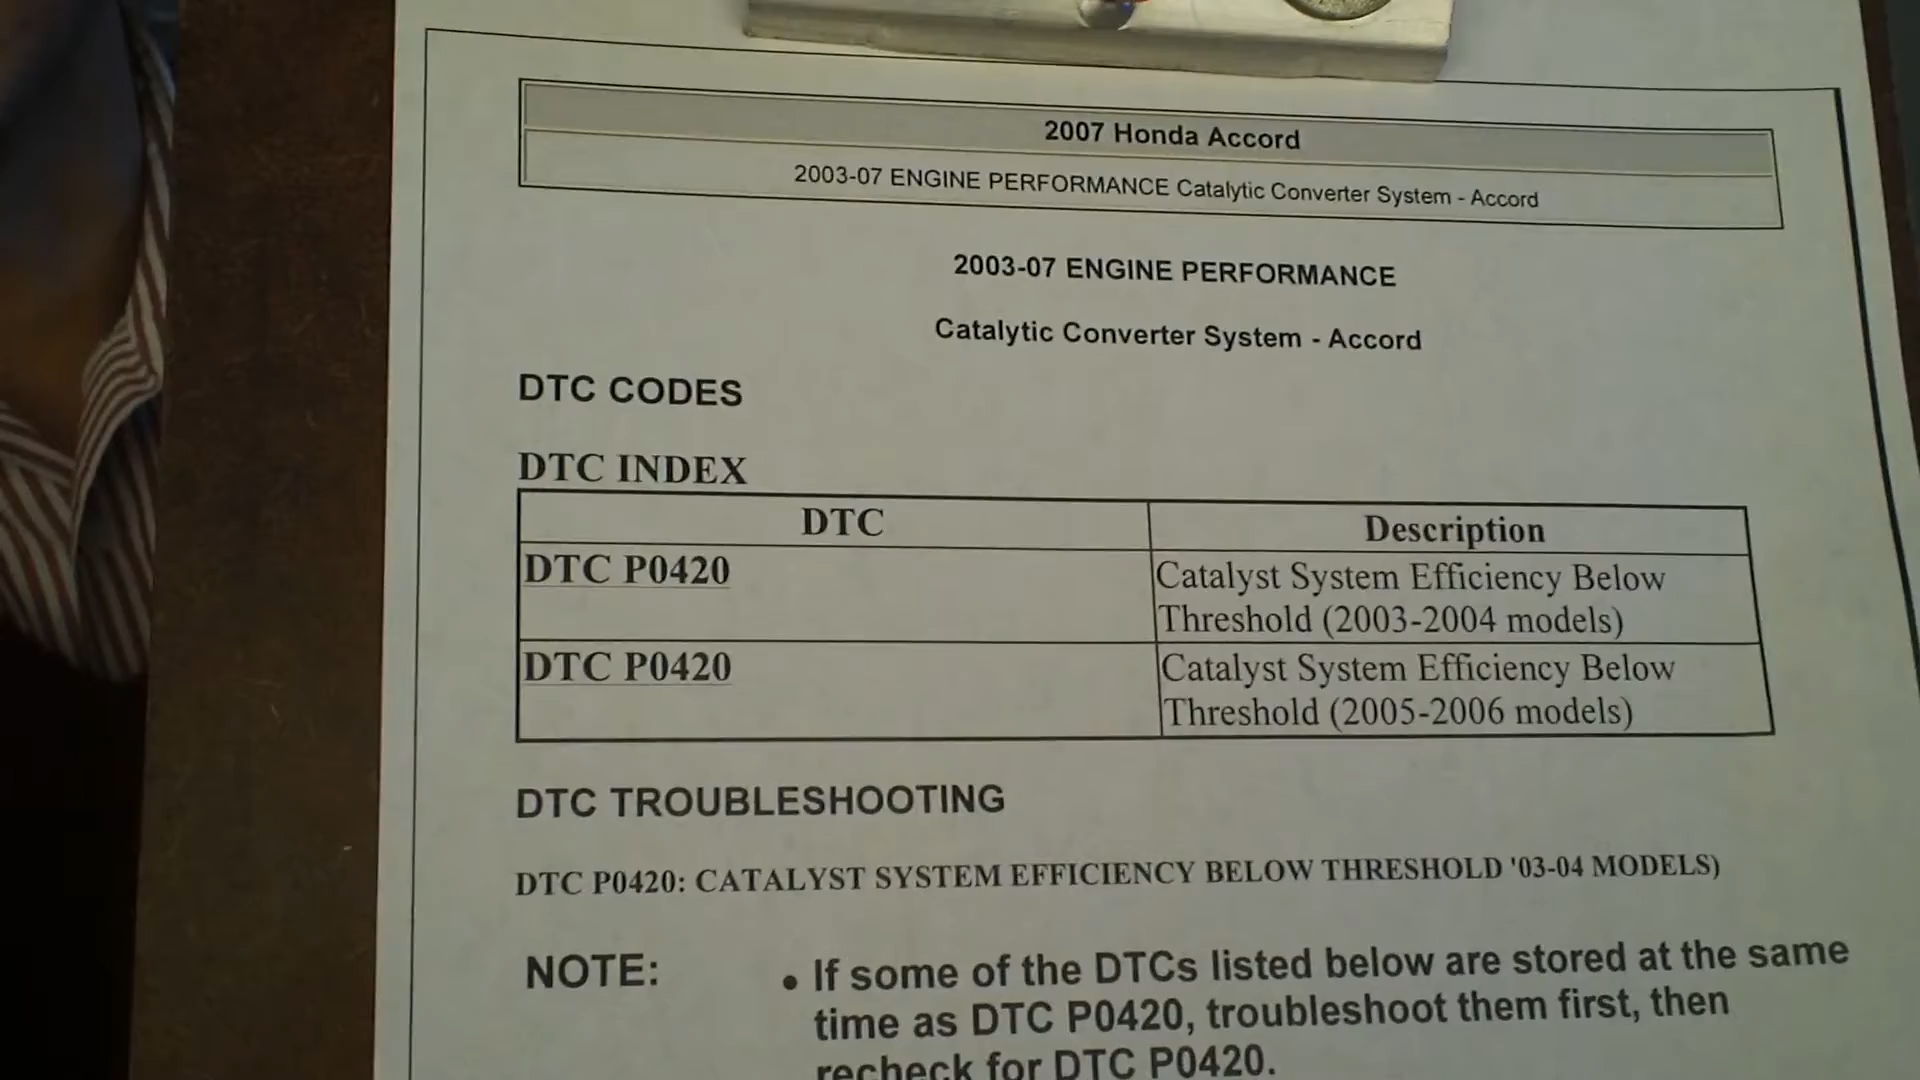 2007 Honda Accord
2003-07 ENGINE PERFORMANCE Catalytic Converter System - Accord
2003-07 ENGINE PERFORMANCE
Catalytic Converter System - Accord
DTC CODES
DTC INDEX
DTC
Description
DTC P0420
Catalyst System Efficiency Below
Threshold (2003-2004 models)
DTC P0420
Catalyst System Efficiency Below
Threshold (2005-2006 models)
DTC TROUBLESHOOTING
DTC P0420: CATALYST SYSTEM EFFICIENCY BELOW THRESHOLD '03-04 MODELS)
NOTE:
• If some of the DTCs listed below are stored at the same
time as DTC P0420, troubleshoot them first, then
recheck for DTC P0420.